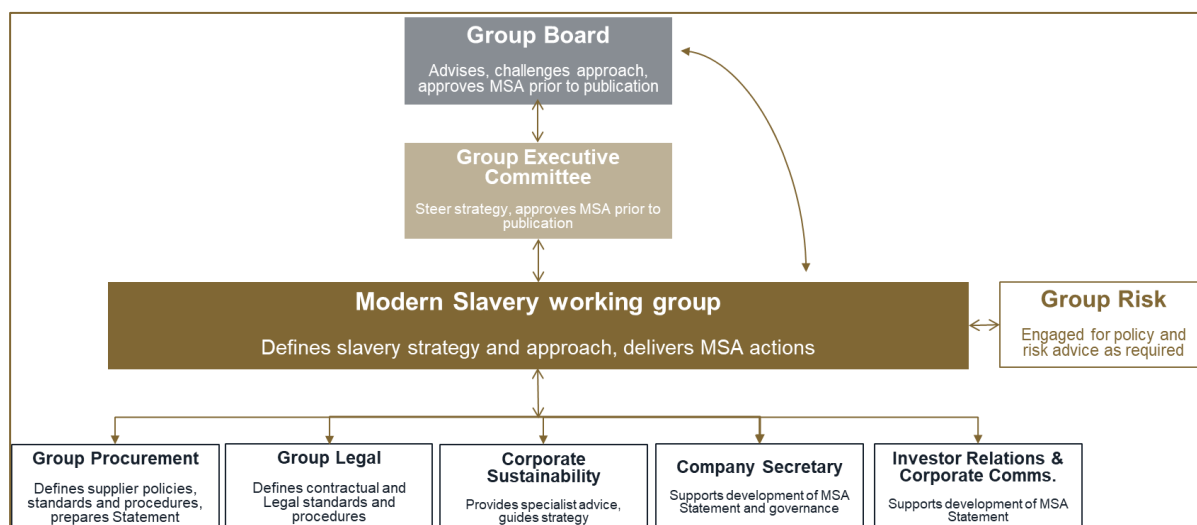 Group Board
Advises, challenges approach,
approves MSA prior to publication
Group Executive
Committee
Steer strategy, approves MSA prior to
publication
Modern Slavery working group
Defines slavery strategy and approach, delivers MSA actions
Group Risk
Engaged for policy and
risk advice as required
Group Procurement
Defines supplier policies,
standards and procedures,
prepares Statement
Group Legal
Defines contractual and
Legal standards and
procedures
Corporate
Sustainability
Provides specialist advice,
guides strategy
Company Secretary
Supports development of MSA
Statement and governance
Investor Relations &
Corporate Comms.
Supports development of MSA
Statement